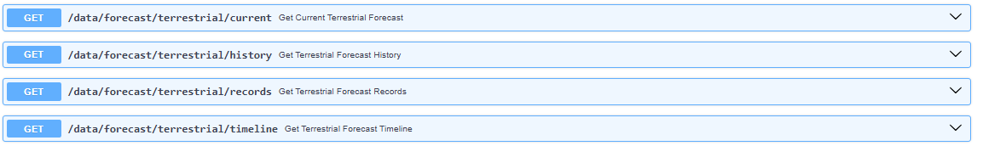 GET /data/forecast/terrestrial/current Get Current Terrestrial Forecast
GET /data/forecast/terrestrial/history Get Terrestrial Forecast History
GET /data/forecast/terrestrial/records Get Terrestrial Forecast Records
GET /data/forecast/terrestrial/timeline Get Terrestrial Forecast Timeline